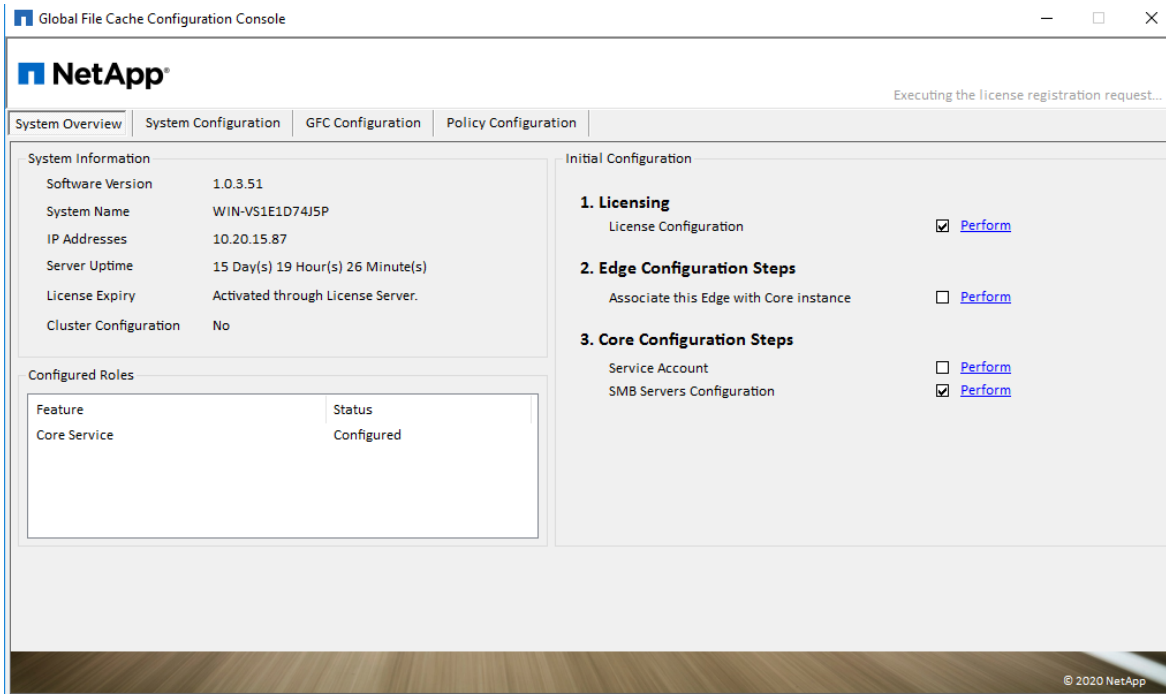 Global File Cache Configuration Console
NetApp
Executing the license registration request...
System Overview
System Configuration
GFC Configuration
Policy Configuration
System Information
Software Version 1.0.3.51
System Name WIN-VS1E1D74J5P
IP Addresses 10.20.15.87
Server Uptime 15 Day(s) 19 Hour(s) 26 Minute(s)
License Expiry Activated through License Server.
Cluster Configuration No
Configured Roles
Feature Status
Core Service Configured
Initial Configuration
1. Licensing
License Configuration Perform
2. Edge Configuration Steps
Associate this Edge with Core instance Perform
3. Core Configuration Steps
Service Account Perform
SMB Servers Configuration Perform
© 2020 NetApp